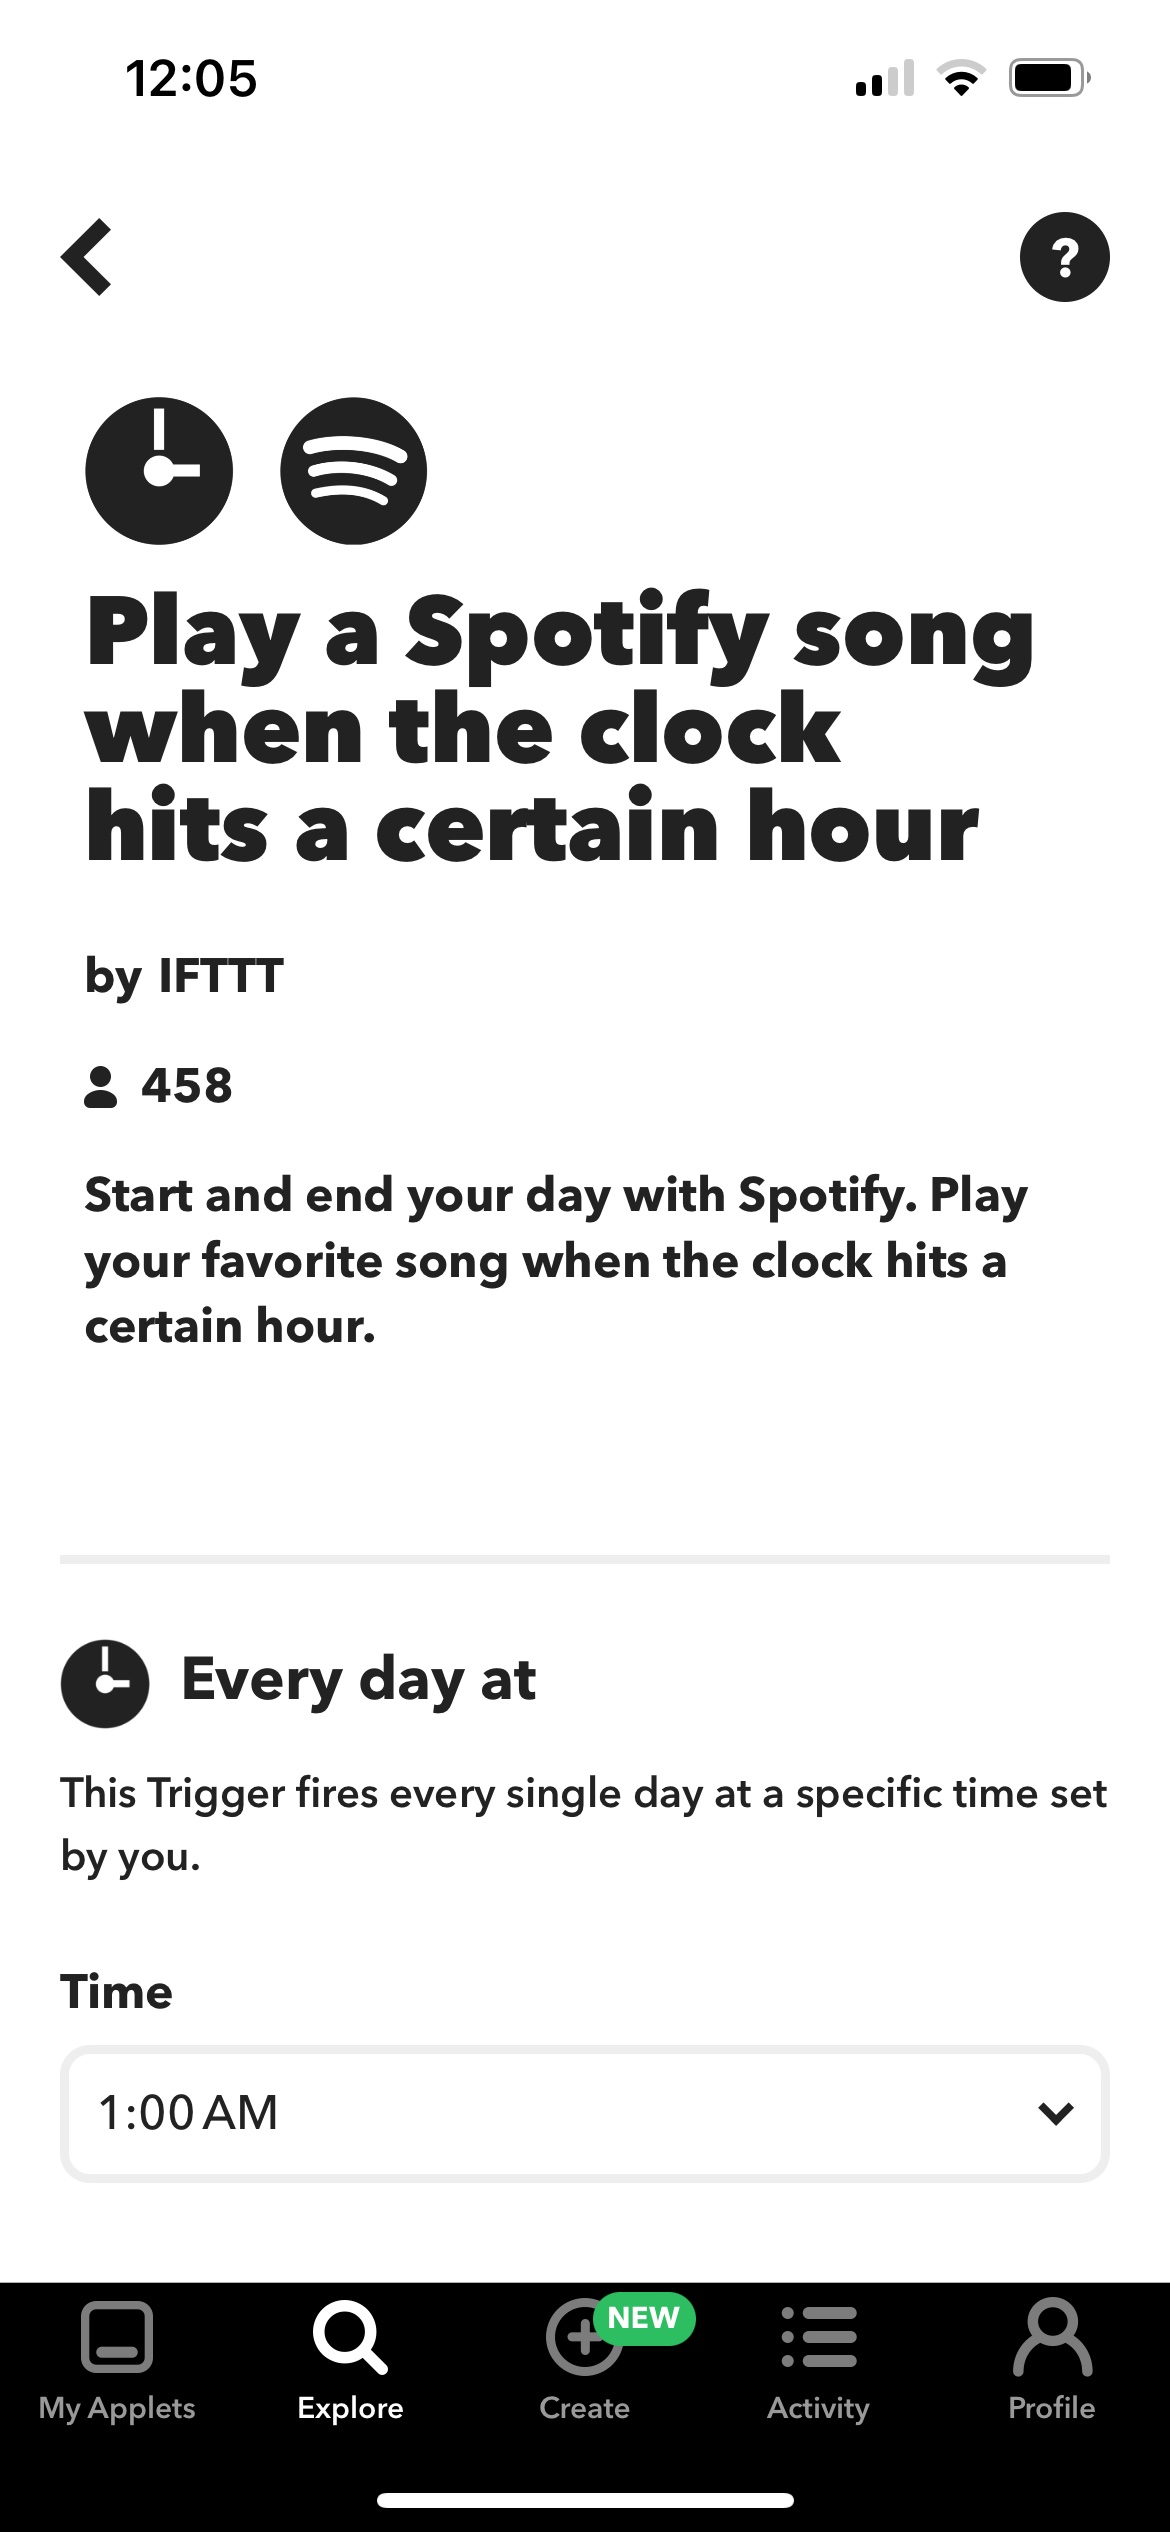 12:05
?
Play a Spotify song
when the clock
hits a certain hour
by IFTTT
458
Start and end your day with Spotify. Play
your favorite song when the clock hits a
certain hour.
Every day at
This Trigger fires every single day at a specific time set
by you.
Time
1:00 AM
NEW
My Applets
Explore
Create
Activity
Profile